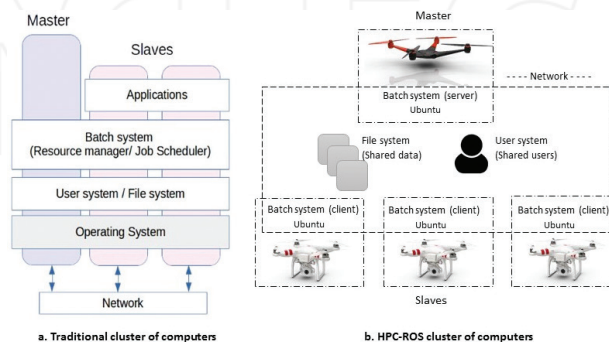 Master
Slaves
Applications
Batch system
(Resource manager/ Job Scheduler)
User system / File system
Operating System
Network
a. Traditional cluster of computers
Master
---- Network ----
Batch system (server)
Ubuntu
File system
(Shared data)
User system
(Shared users)
Batch system (client)
Ubuntu
Batch system (client)
Ubuntu
Batch system (client)
Ubuntu
Slaves
b. HPC-ROS cluster of computers